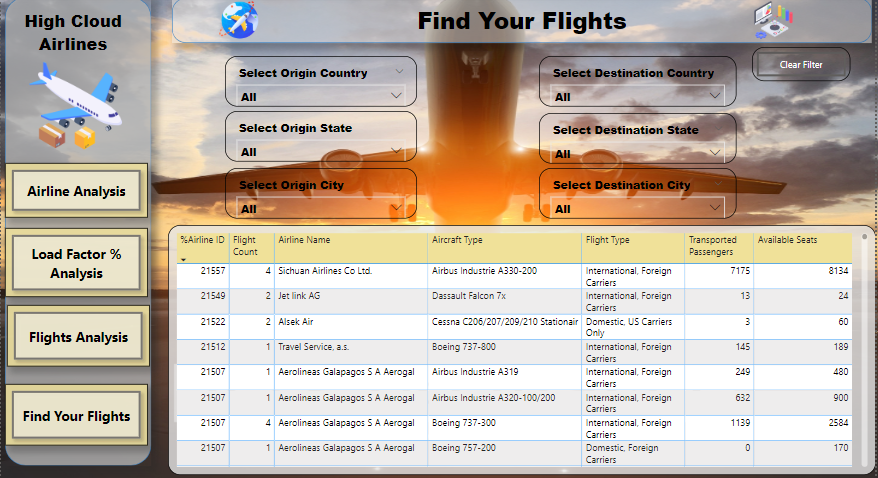 High Cloud
Airlines
Airline Analysis
Load Factor %
Analysis
Flights Analysis
Find Your Flights
Find Your Flights
Clear Filter
Select Origin Country
All
Select Destination Country
All
Select Origin State
All
Select Destination State
All
Select Origin City
All
Select Destination City
All
%Airline ID Flight Count Airline Name Aircraft Type Flight Type Transported Passengers Available Seats
21557 4 Sichuan Airlines Co Ltd. Airbus Industrie A330-200 International, Foreign Carriers 7175 8134
21549 2 Jet link AG Dassault Falcon 7x International, Foreign Carriers 13 24
21522 2 Alsek Air Cessna C206/207/209/210 Stationair Domestic, US Carriers Only 3 60
21512 1 Travel Service, a.s. Boeing 737-800 International, Foreign Carriers 145 189
21507 1 Aerolineas Galapagos S A Aerogal Airbus Industrie A319 International, Foreign Carriers 249 480
21507 1 Aerolineas Galapagos S A Aerogal Airbus Industrie A320-100/200 International, Foreign Carriers 632 900
21507 4 Aerolineas Galapagos S A Aerogal Boeing 737-300 International, Foreign Carriers 1139 2584
21507 1 Aerolineas Galapagos S A Aerogal Boeing 757-200 Domestic, Foreign Carriers 0 170